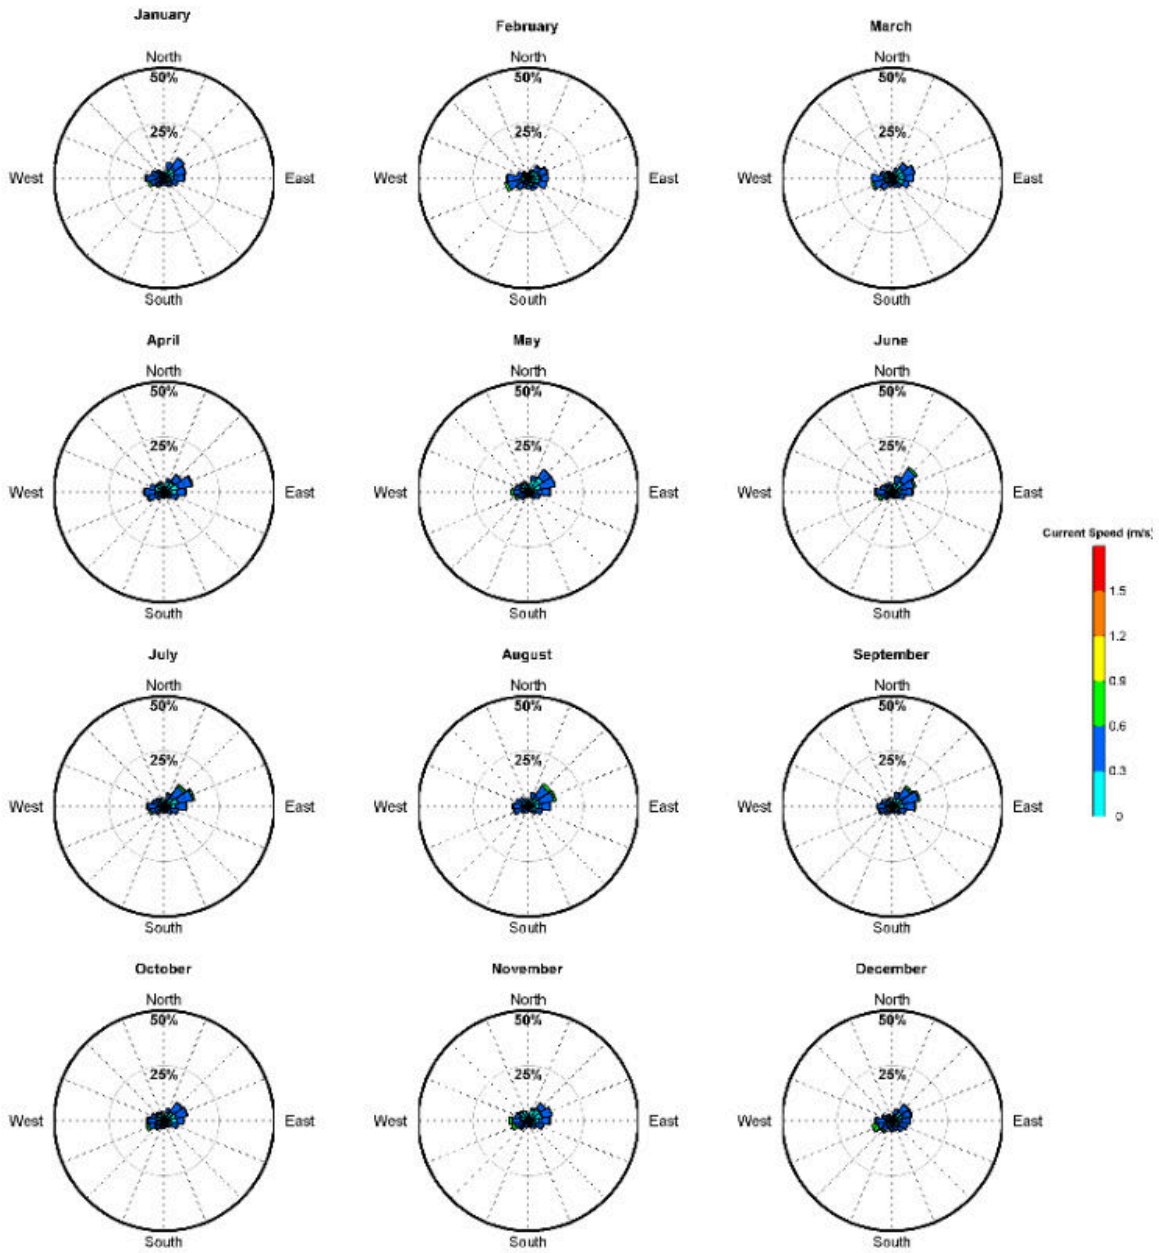 January
February
March
North
North
North
50%
50%
50%
25%
25%
25%
West
East
West
East
West
East
South
South
South
April
May
June
North
North
North
50%
50%
50%
25%
25%
25%
West
East
West
East
West
East
South
South
South
Current Speed (m/s)
1.5
1.2
0.9
0.6
0.3
0
July
August
September
North
North
North
50%
50%
50%
25%
25%
25%
West
East
West
East
West
East
South
South
South
October
November
December
North
North
North
50%
50%
50%
25%
25%
25%
West
East
West
East
West
East
South
South
South